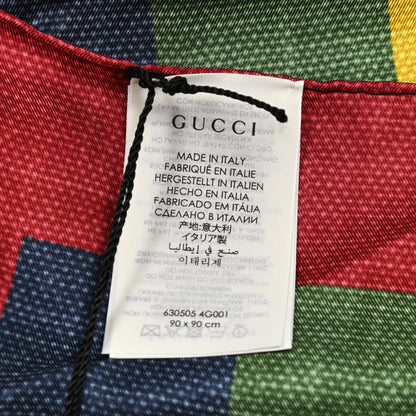 GUCCI
MADE IN ITALY
FABRIQUÉ EN ITALIE
HERGESTELLT IN ITALIEN
HECHO EN ITALIA
FABRICADO EM ITÁLIA
СДЕЛАНО В ИТАЛИИ
产地:意大利
イタリア製
صنع في إيطاليا
이태리제
630505 4G001
90 x 90 cm